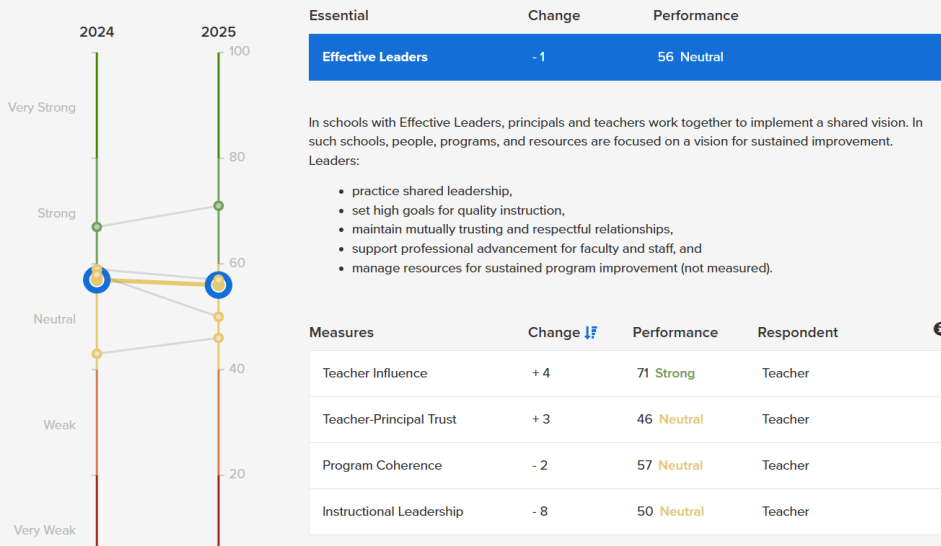 2024
2025
100
80
60
40
20
Very Strong
Strong
Neutral
Weak
Very Weak
Essential Change Performance
Effective Leaders - 1 56 Neutral
In schools with Effective Leaders, principals and teachers work together to implement a shared vision. In
such schools, people, programs, and resources are focused on a vision for sustained improvement.
Leaders:
• practice shared leadership,
• set high goals for quality instruction,
• maintain mutually trusting and respectful relationships,
• support professional advancement for faculty and staff, and
• manage resources for sustained program improvement (not measured).
Measures Change Performance Respondent
Teacher Influence + 4 71 Strong Teacher
Teacher-Principal Trust + 3 46 Neutral Teacher
Program Coherence - 2 57 Neutral Teacher
Instructional Leadership - 8 50 Neutral Teacher